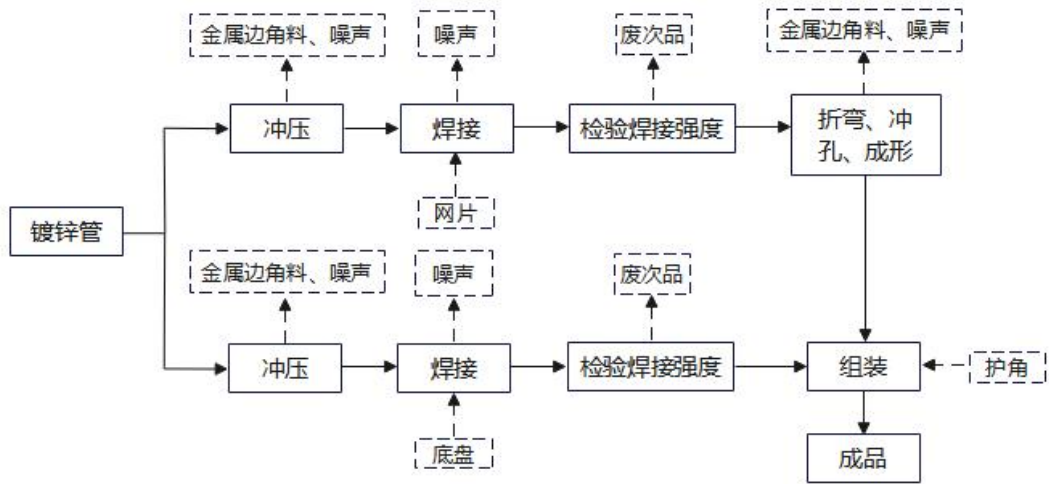 金属边角料、噪声
噪声
废次品
金属边角料、噪声
冲压
焊接
检验焊接强度
折弯、冲
孔、成形
网片
镀锌管
金属边角料、噪声
噪声
废次品
冲压
焊接
检验焊接强度
组装
护角
底盘
成品